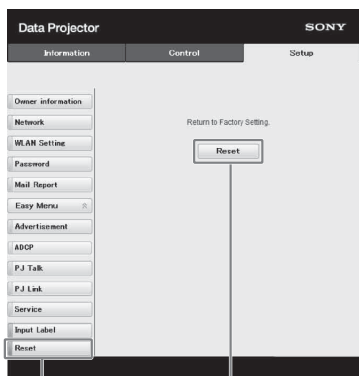 Data Projector
SONY
Information Control Setup
Owner information
Network
WLAN Setting
Password
Mail Report
Easy Menu
Advertisement
ADCP
PJ Talk
PJ Link
Service
Input Label
Reset
Return to Factory Setting.
Reset